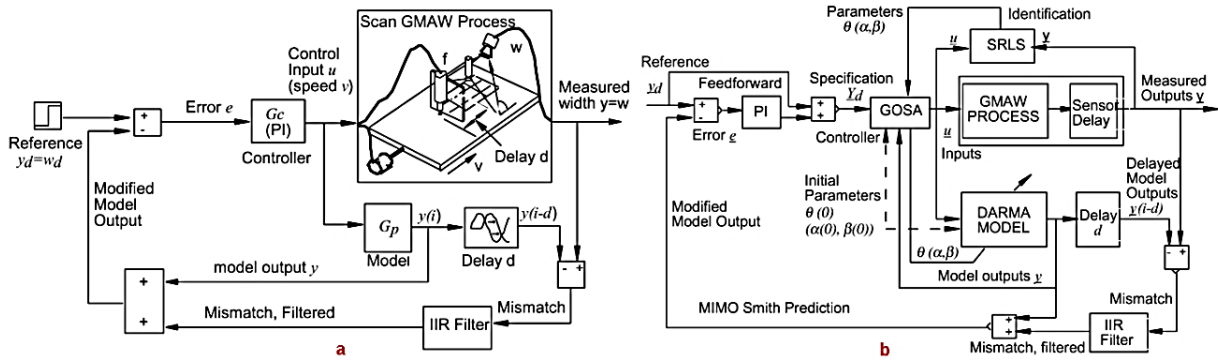 Scan GMAW Process
Control
Input u
(speed v)
f
w
Measured
width y=w
Delay d
v
Error e
Gc
(PI)
Controller
+
-
Reference
yd=wd
Modified
Model
Output
Gp
Model
y(i)
Delay d
y(i-d)
- +
model output y
+
+
Mismatch, Filtered
IIR Filter
Mismatch
a
Parameters
θ (α,β)
Identification
u
SRLS
y
Reference
yd
Feedforward
+
-
PI
Error e
+
+
Specification
Yd
GOSA
Controller
GMAW
PROCESS
Sensor
Delay
Measured
Outputs y
u
Inputs
Initial
Parameters
θ (0)
(α(0), β(0))
Modified
Model Output
DARMA
MODEL
θ (α,β)
Model outputs y
Delay
d
Delayed
Model
Outputs
y(i-d)
- +
MIMO Smith Prediction
+
+
Mismatch
IIR
Filter
Mismatch, filtered
b